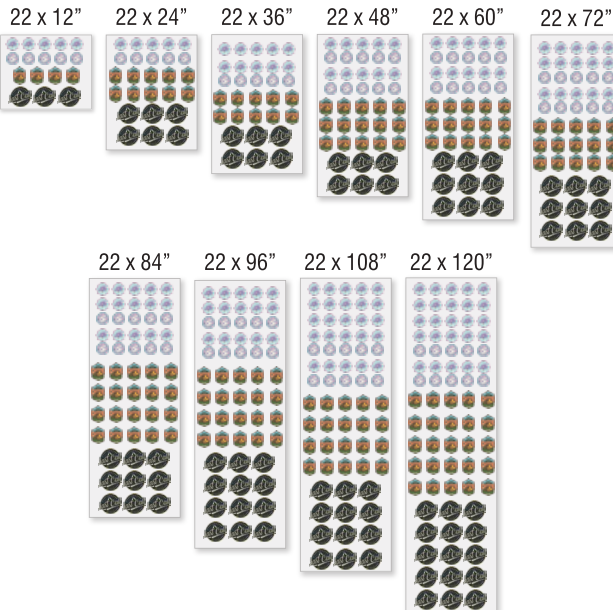 22 x 12”
22 x 24”
22 x 36”
22 x 48”
22 x 60”
22 x 72”
22 x 84”
22 x 96”
22 x 108”
22 x 120”